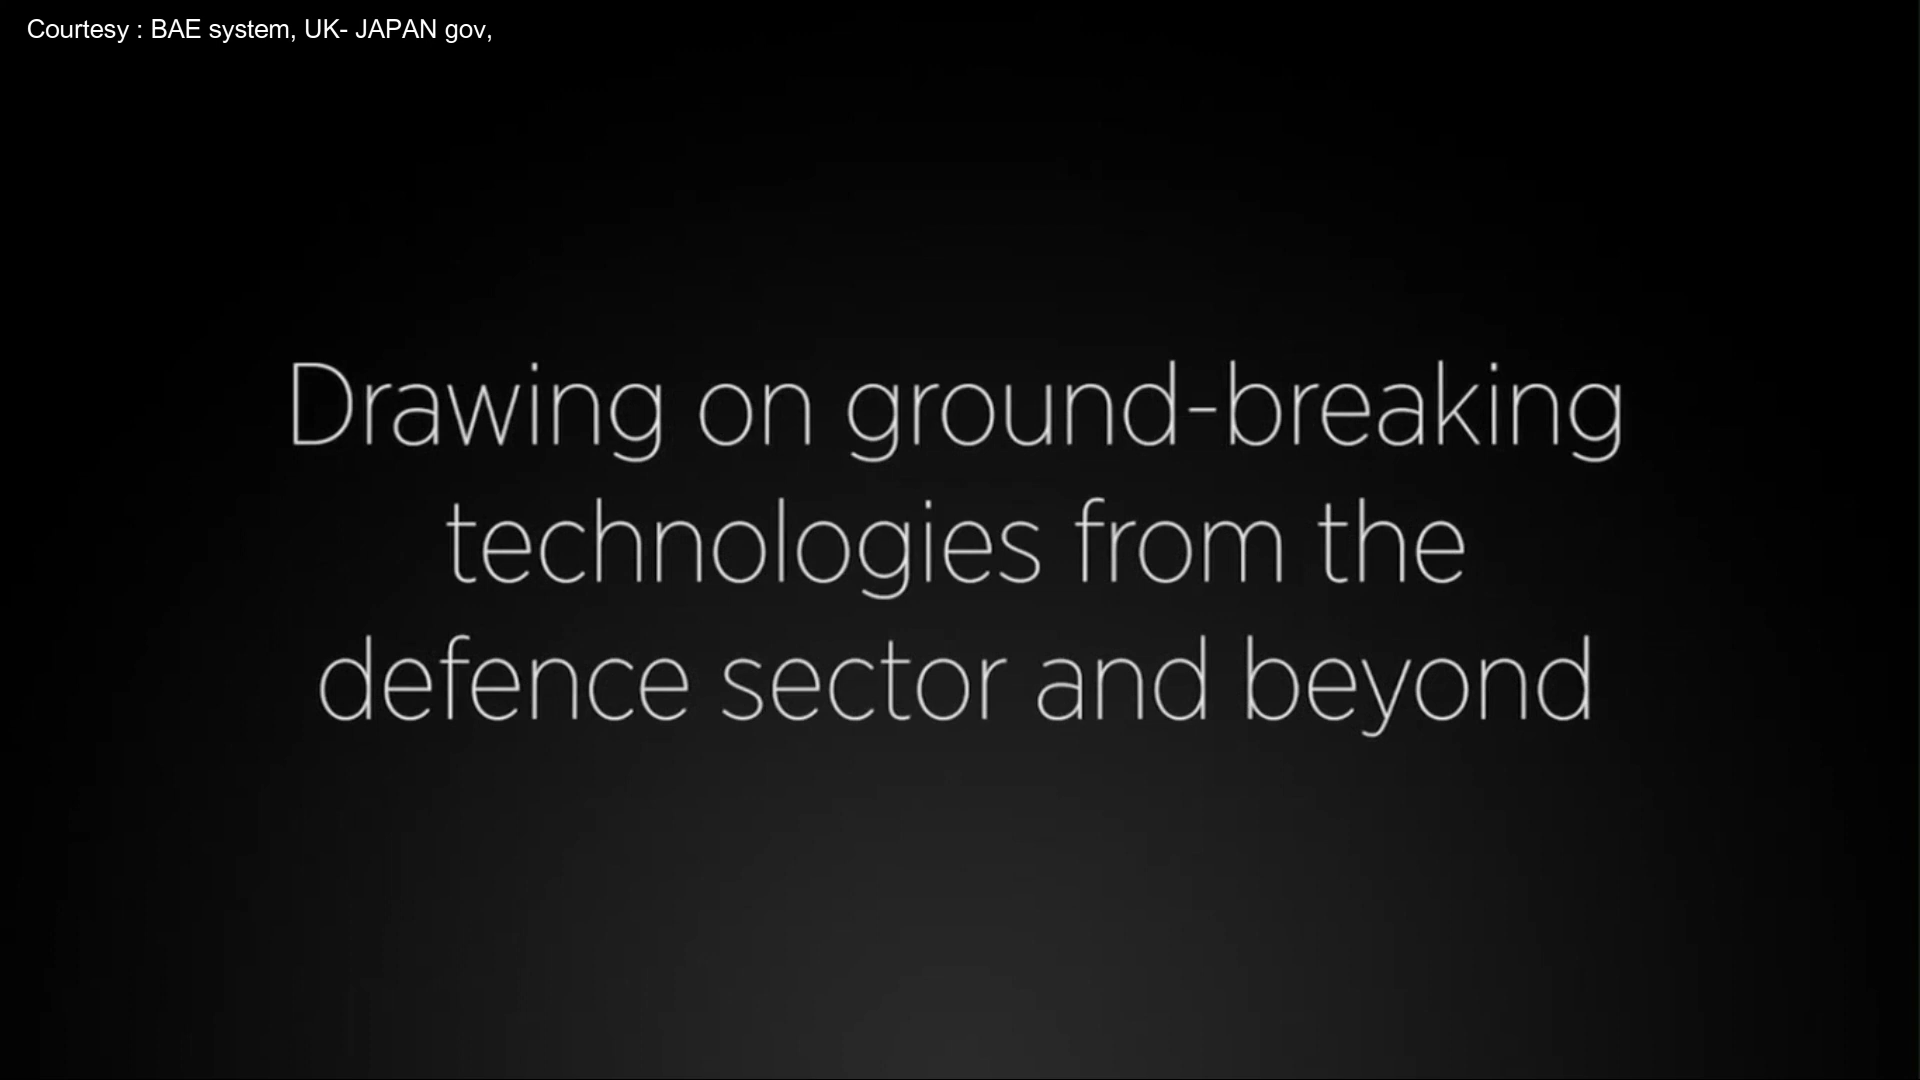 Courtesy : BAE system, UK- JAPAN gov,
Drawing on ground-breaking
technologies from the
defence sector and beyond